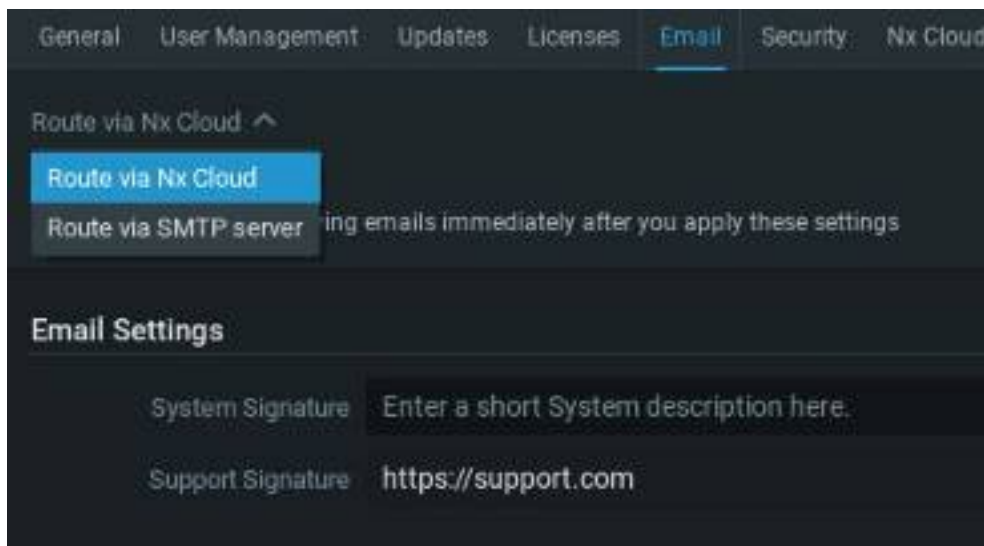 General User Management Updates Licenses Email Security Nx Cloud
Route via Nx Cloud
Route via Nx Cloud
Route via SMTP server
ing emails immediately after you apply these settings
Email Settings
System Signature Enter a short System description here.
Support Signature https://support.com